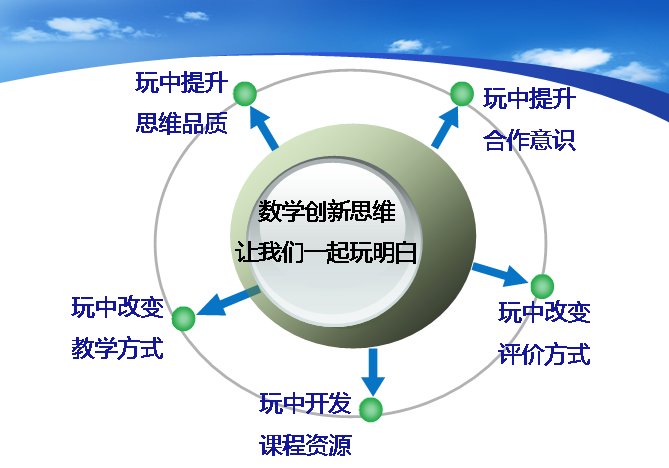 玩中提升
思维品质
玩中提升
合作意识
数学创新思维
让我们一起玩明白
玩中改变
教学方式
玩中改变
评价方式
玩中开发
课程资源